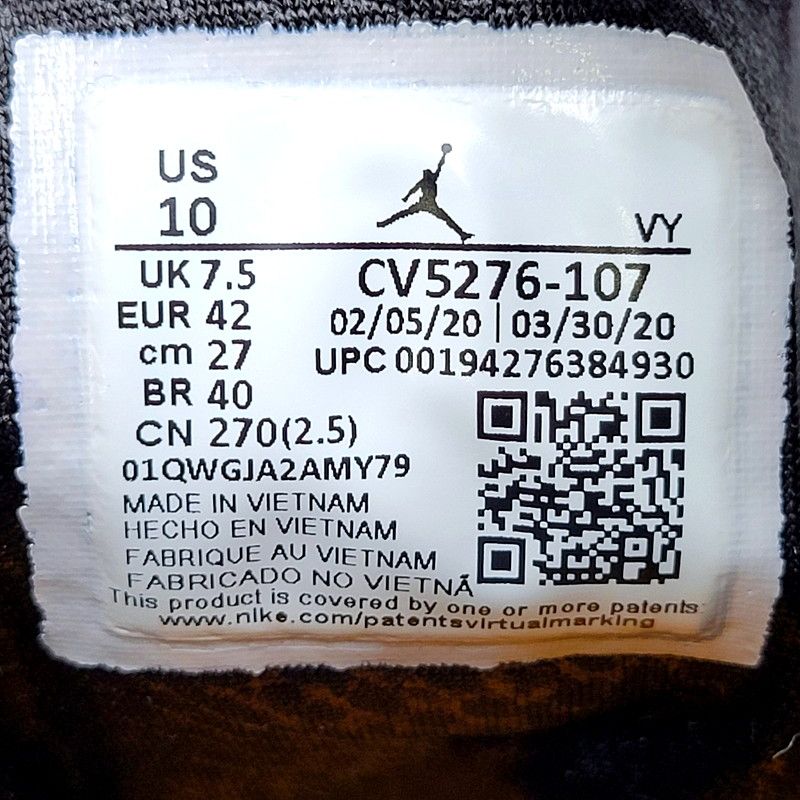 US
10
VY
UK 7.5
EUR 42
cm 27
BR 40
CN 270(2.5)
CV5276-107
02/05/20 | 03/30/20
UPC 00194276384930
01QWGJA2AMY79
MADE IN VIETNAM
HECHO EN VIETNAM
FABRIQUE AU VIETNAM
FABRICADO NO VIETNÃ
This product is covered by one or more patents
www.nike.com/patentsvirtualmarking